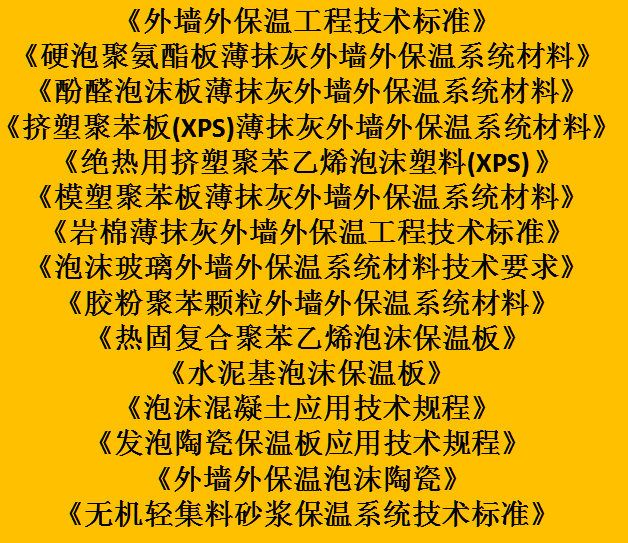 《外墙外保温工程技术标准》
《硬泡聚氨酯板薄抹灰外墙外保温系统材料》
《酚醛泡沫板薄抹灰外墙外保温系统材料》
《挤塑聚苯板(XPS)薄抹灰外墙外保温系统材料》
《绝热用挤塑聚苯乙烯泡沫塑料(XPS) 》
《模塑聚苯板薄抹灰外墙外保温系统材料》
《岩棉薄抹灰外墙外保温工程技术标准》
《泡沫玻璃外墙外保温系统材料技术要求》
《胶粉聚苯颗粒外墙外保温系统材料》
《热固复合聚苯乙烯泡沫保温板》
《水泥基泡沫保温板》
《泡沫混凝土应用技术规程》
《发泡陶瓷保温板应用技术规程》
《外墙外保温泡沫陶瓷》
《无机轻集料砂浆保温系统技术标准》